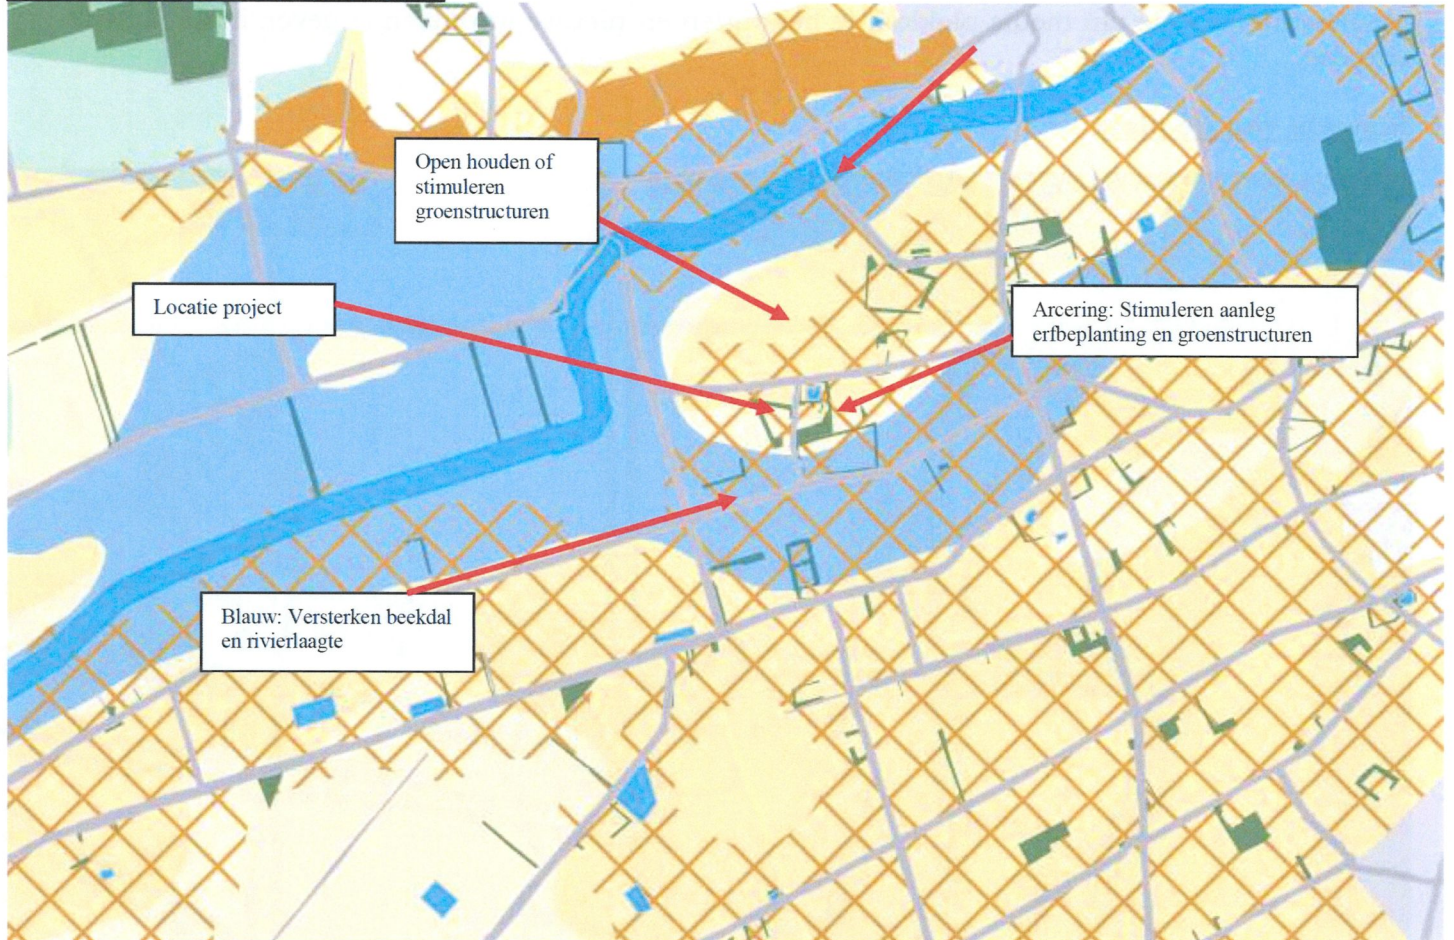 Open houden of
stimuleren
groenstructuren
Locatie project
Arcering: Stimuleren aanleg
erfbeplanting en groenstructuren
Blauw: Versterken beekdal
en rivierlaagte